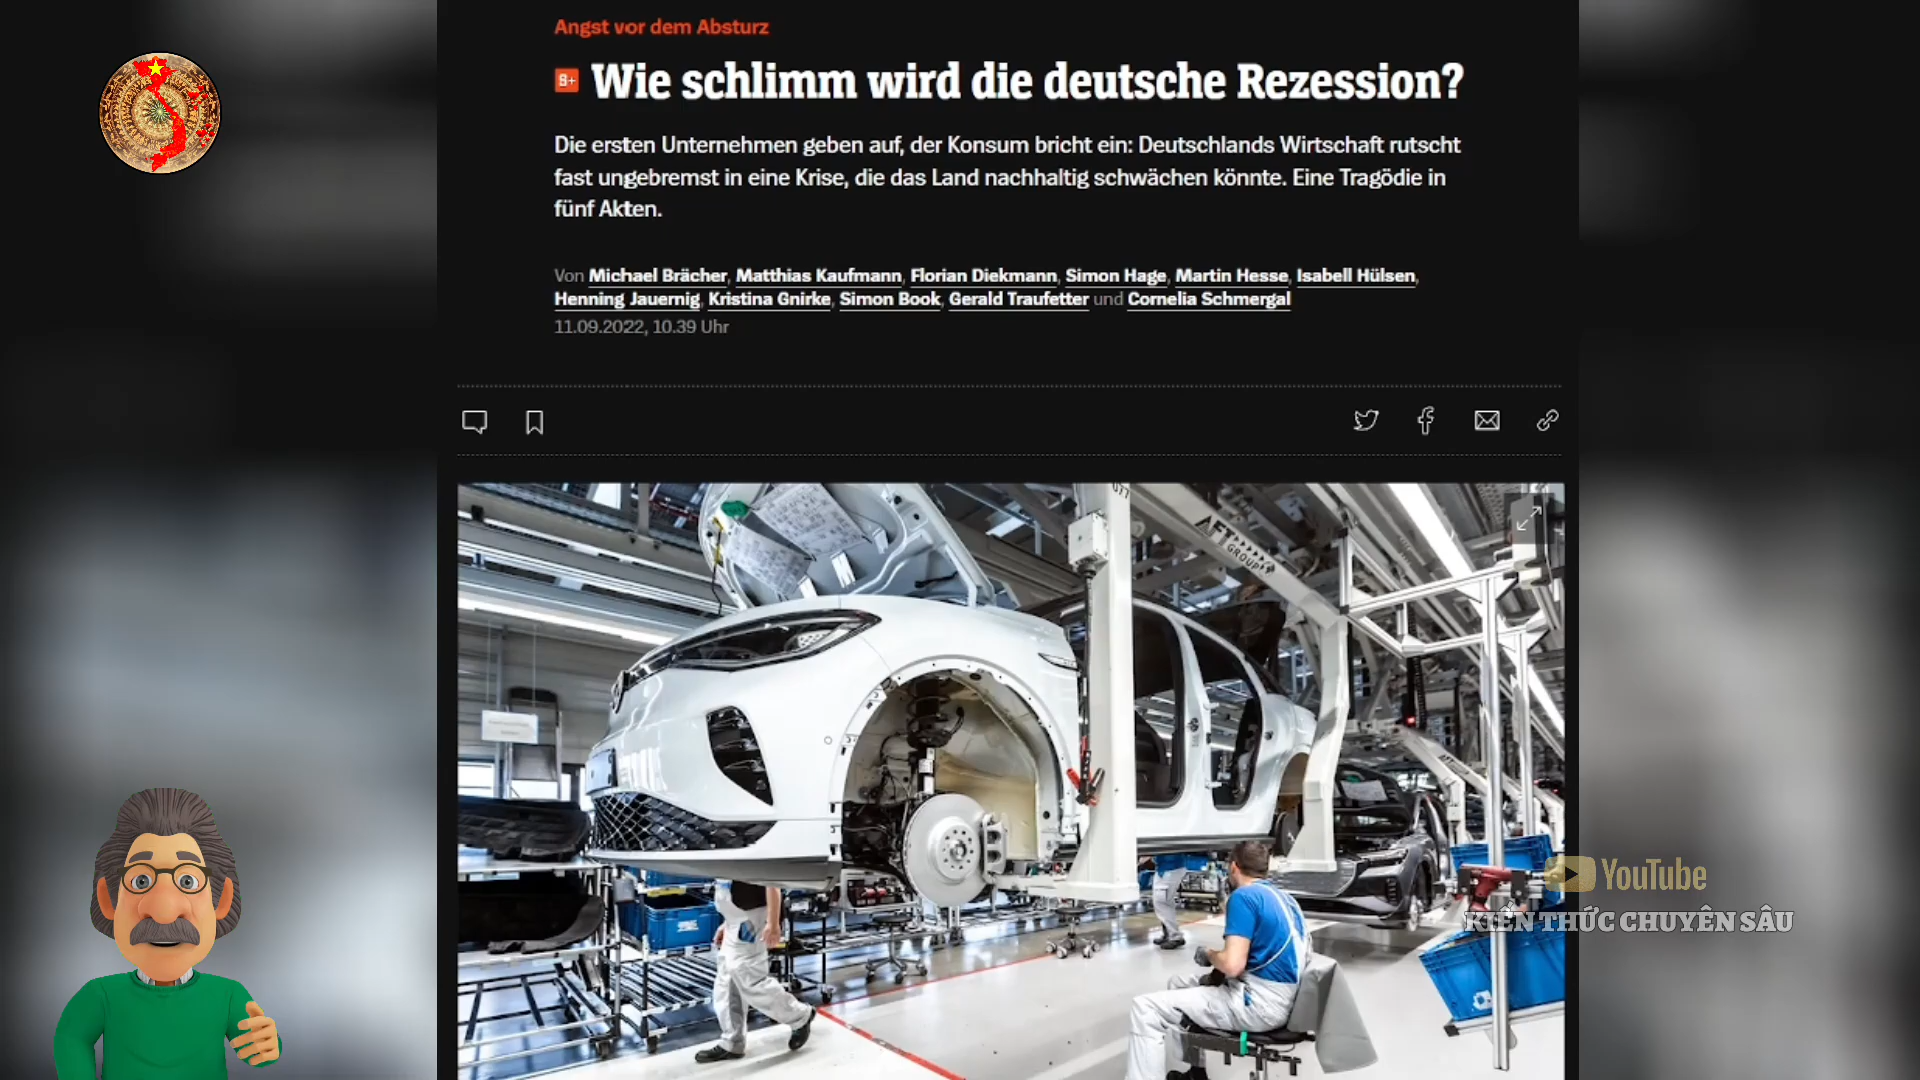 Angst vor dem Absturz
S+ Wie schlimm wird die deutsche Rezession?
Die ersten Unternehmen geben auf, der Konsum bricht ein: Deutschlands Wirtschaft rutscht
fast ungebremst in eine Krise, die das Land nachhaltig schwächen könnte. Eine Tragödie in
fünf Akten.
Von Michael Brächer, Matthias Kaufmann, Florian Diekmann, Simon Hage, Martin Hesse, Isabell Hülsen,
Henning Jauernig, Kristina Gnirke, Simon Book, Gerald Traufetter und Cornelia Schmergal
11.09.2022, 10.39 Uhr
AFT
GROUP
YouTube
KIẾN THỨC CHUYÊN SÂU